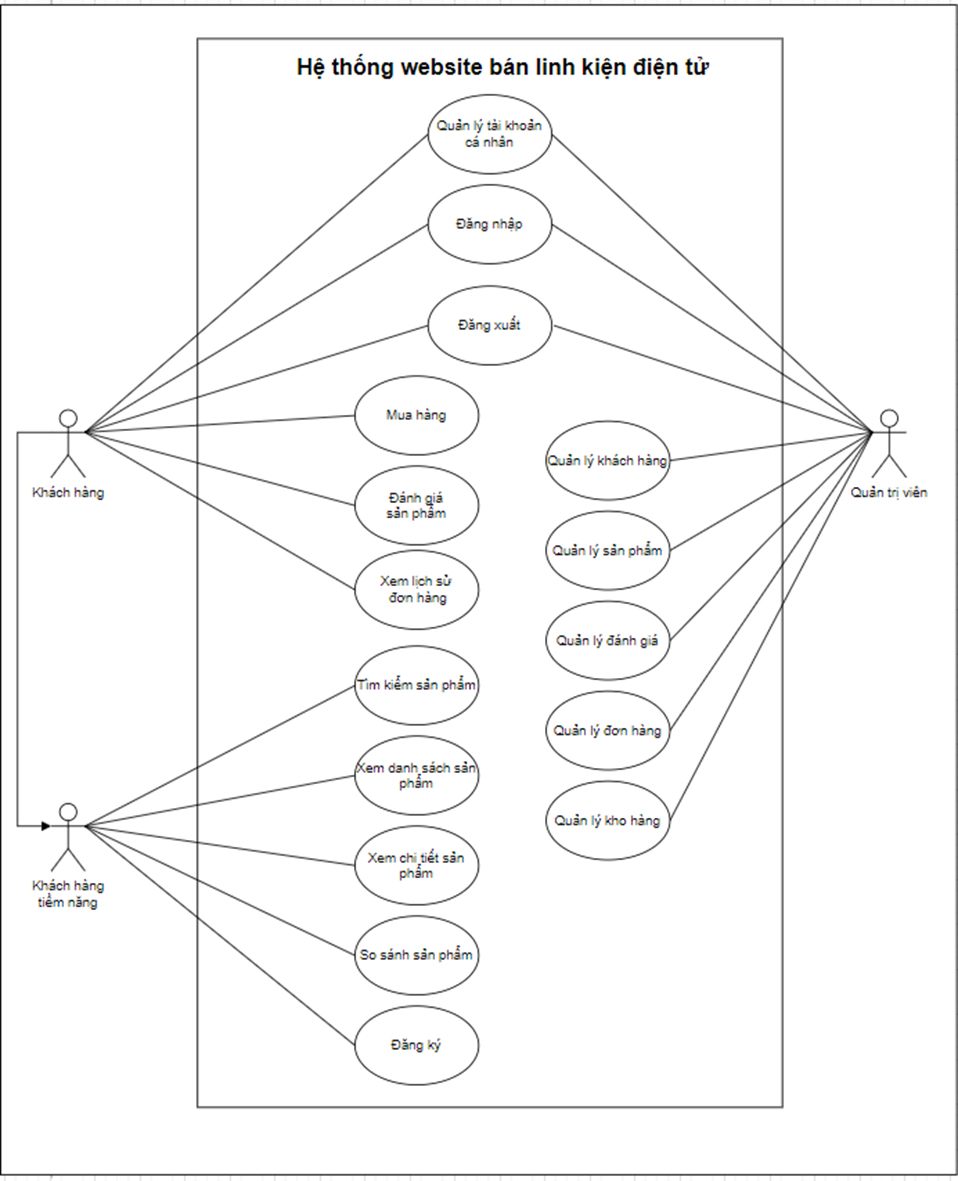 Hệ thống website bán linh kiện điện tử
Quản lý tài khoản
cá nhân
Đăng nhập
Đăng xuất
Mua hàng
Đánh giá
sản phẩm
Xem lịch sử
đơn hàng
Khách hàng
Quản lý khách hàng
Quản lý sản phẩm
Quản lý đánh giá
Quản lý đơn hàng
Quản lý kho hàng
Quản trị viên
Tìm kiểm sản phẩm
Xem danh sách sản
phẩm
Xem chi tiết sản
phẩm
So sánh sản phẩm
Đăng ký
Khách hàng
tiềm năng